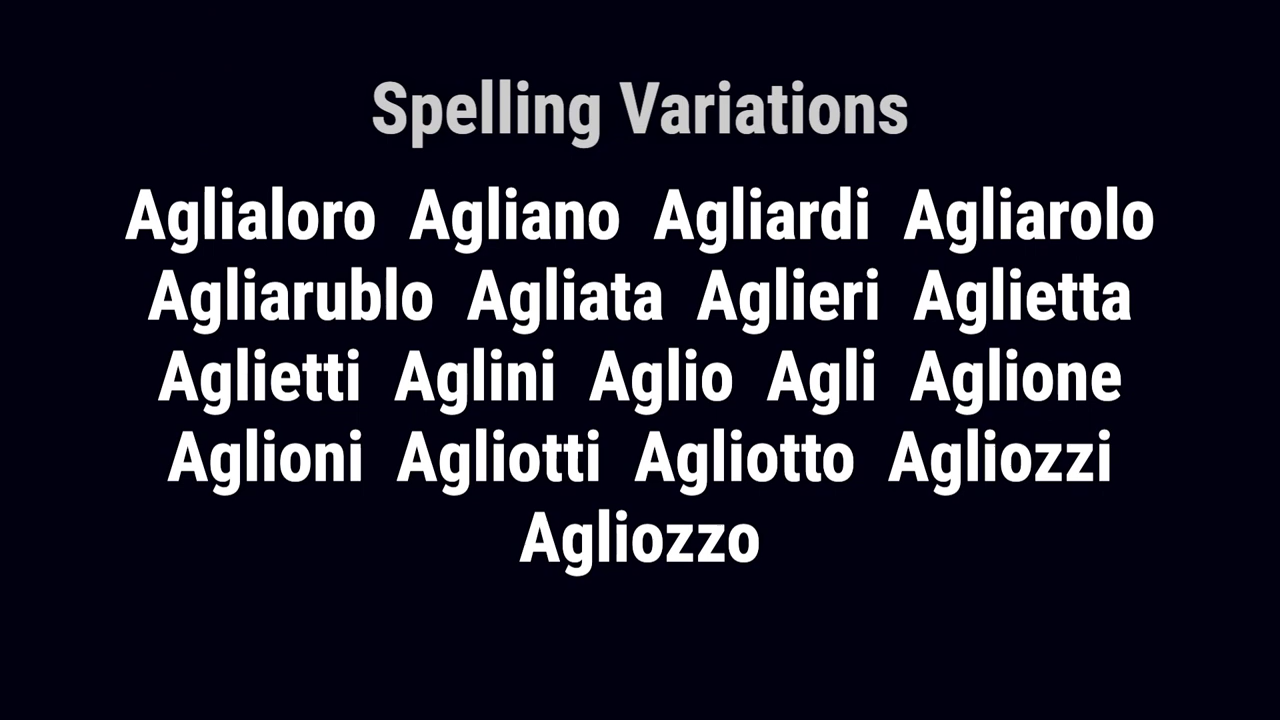 Spelling Variations
Aglialoro Agliano Agliardi Agliarolo
Agliarublo Agliata Aglieri Aglietta
Aglietti Aglini Aglio Agli Aglione
Aglioni Agliotti Agliotto Agliozzi
Agliozzo